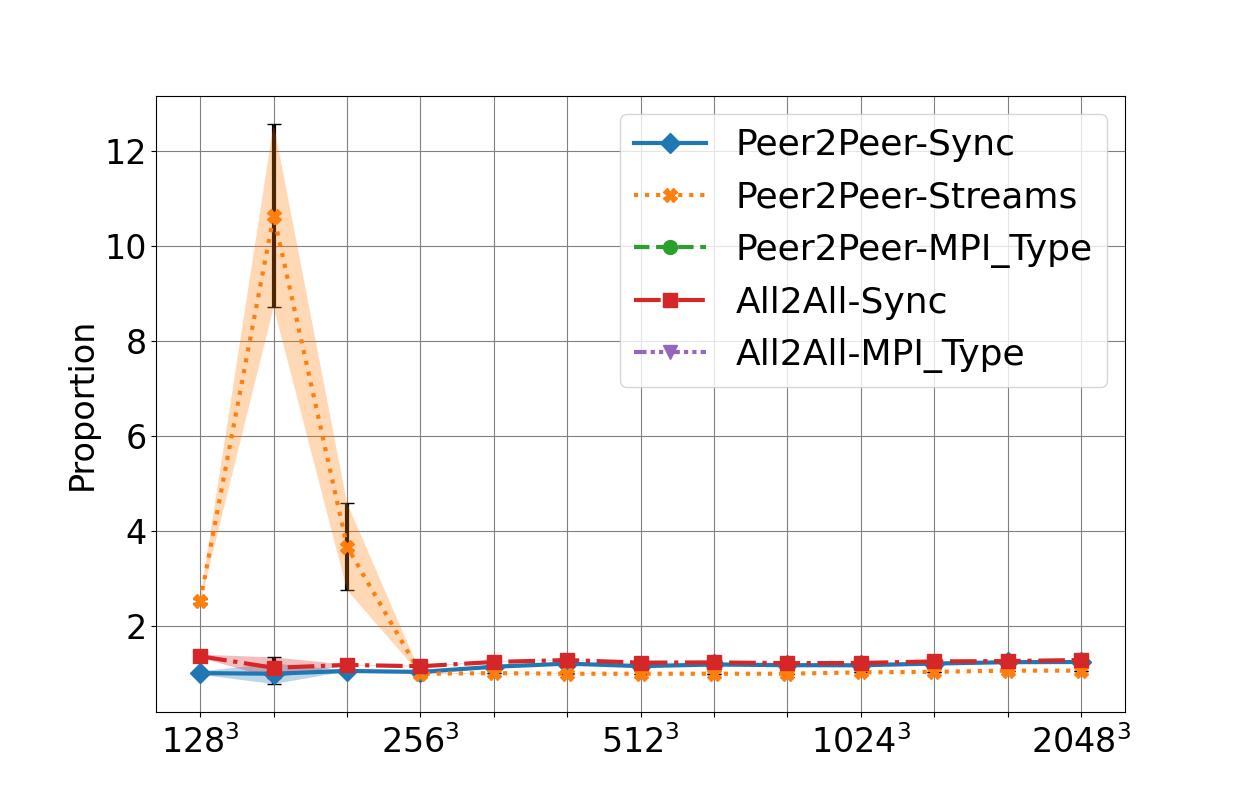 Proportion
12
10
8
6
4
2
128³
256³
512³
1024³
2048³
Peer2Peer-Sync
Peer2Peer-Streams
Peer2Peer-MPI_Type
All2All-Sync
All2All-MPI_Type